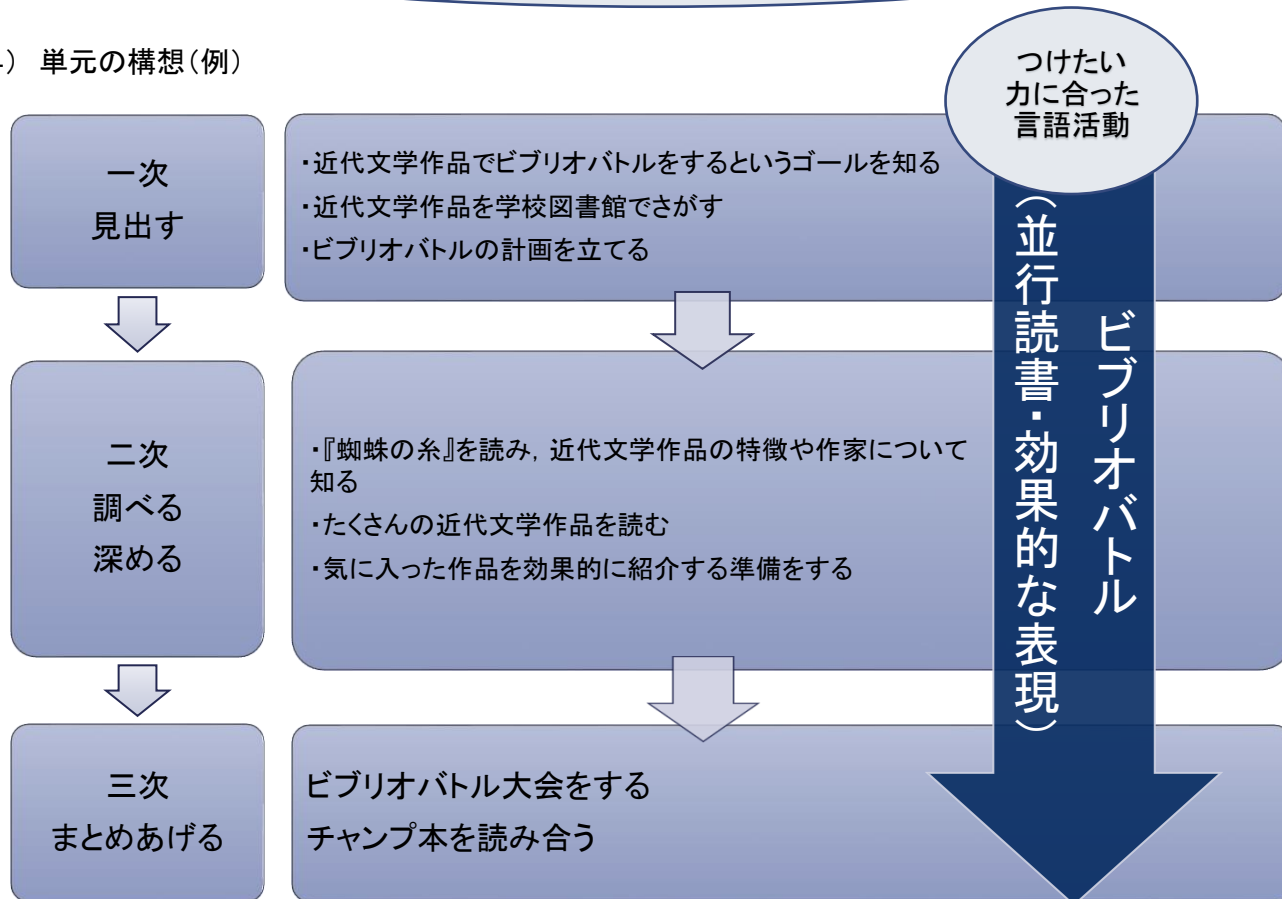 ） 単元の構想（例）
つけたい
力に合った
言語活動
一次
見出す
・近代文学作品でビブリオバトルをするというゴールを知る
・近代文学作品を学校図書館でさがす
・ビブリオバトルの計画を立てる
二次
調べる
深める
・『蜘蛛の糸』を読み，近代文学作品の特徴や作家について
知る
・たくさんの近代文学作品を読む
・気に入った作品を効果的に紹介する準備をする
三次
まとめあげる
ビブリオバトル大会をする
チャンプ本を読み合う
ビブリオバトル
（並行読書・効果的な表現）